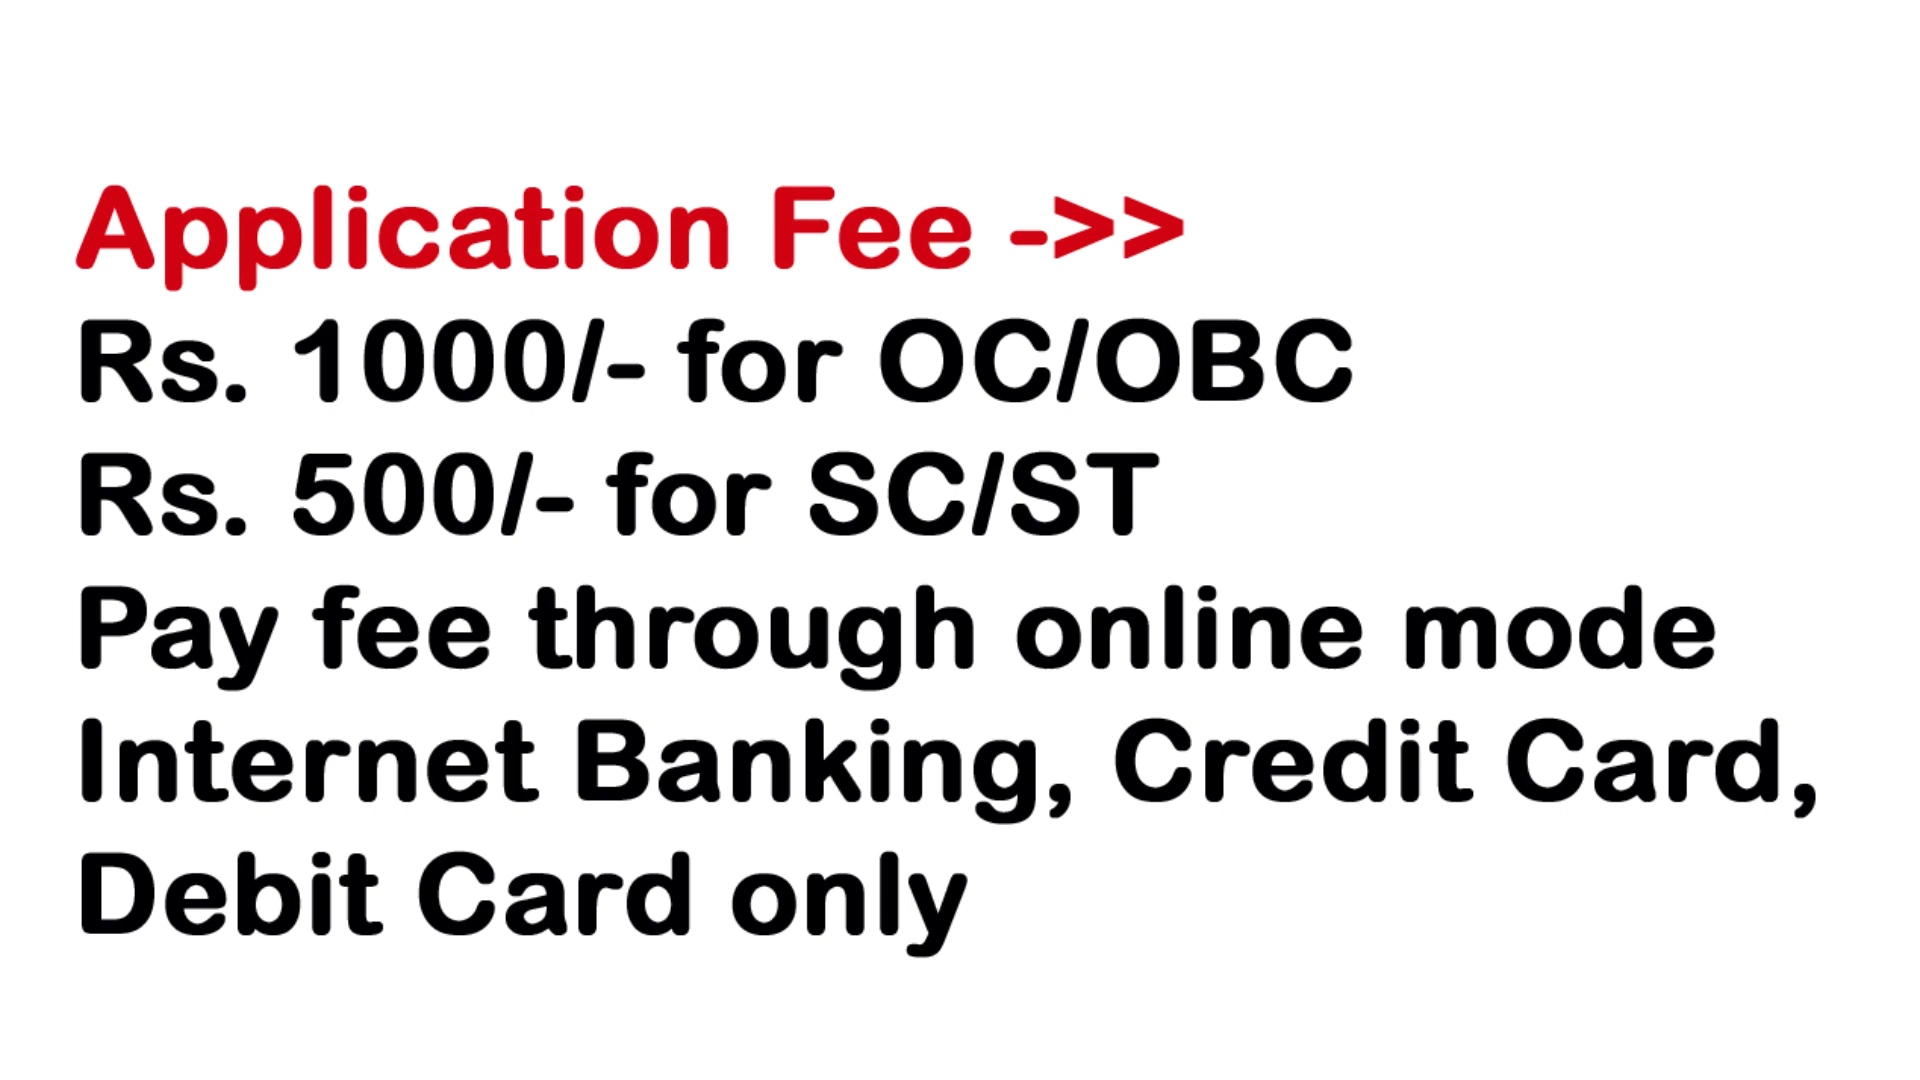 Application Fee ->>
Rs. 1000/- for OC/OBC
Rs. 500/- for SC/ST
Pay fee through online mode
Internet Banking, Credit Card,
Debit Card only